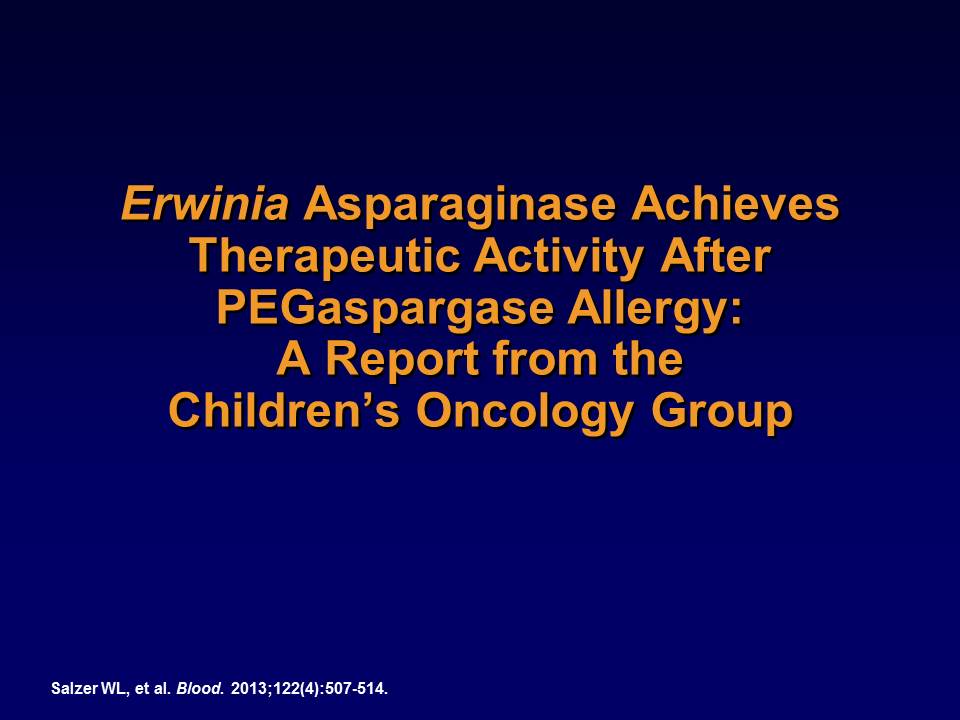 Erwinia Asparaginase Achieves
Therapeutic Activity After
PEGaspargase Allergy:
A Report from the
Children’s Oncology Group
Salzer WL, et al. Blood. 2013;122(4):507-514.